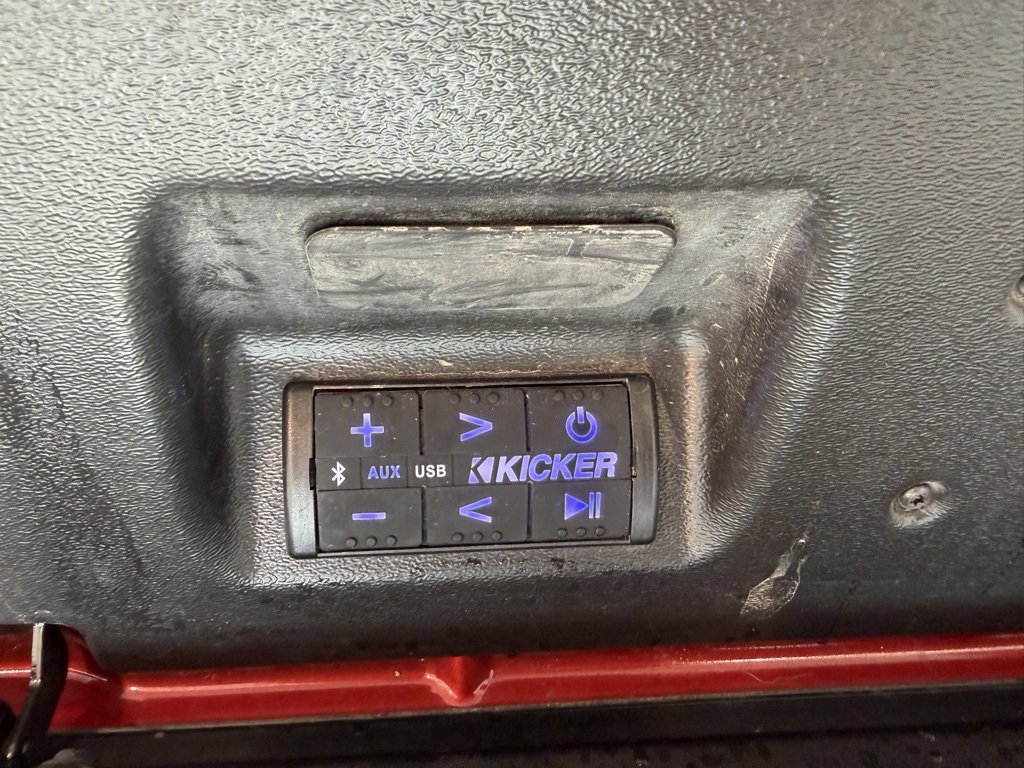 + > ⏻
AUX USB KICKER
- < ⏯